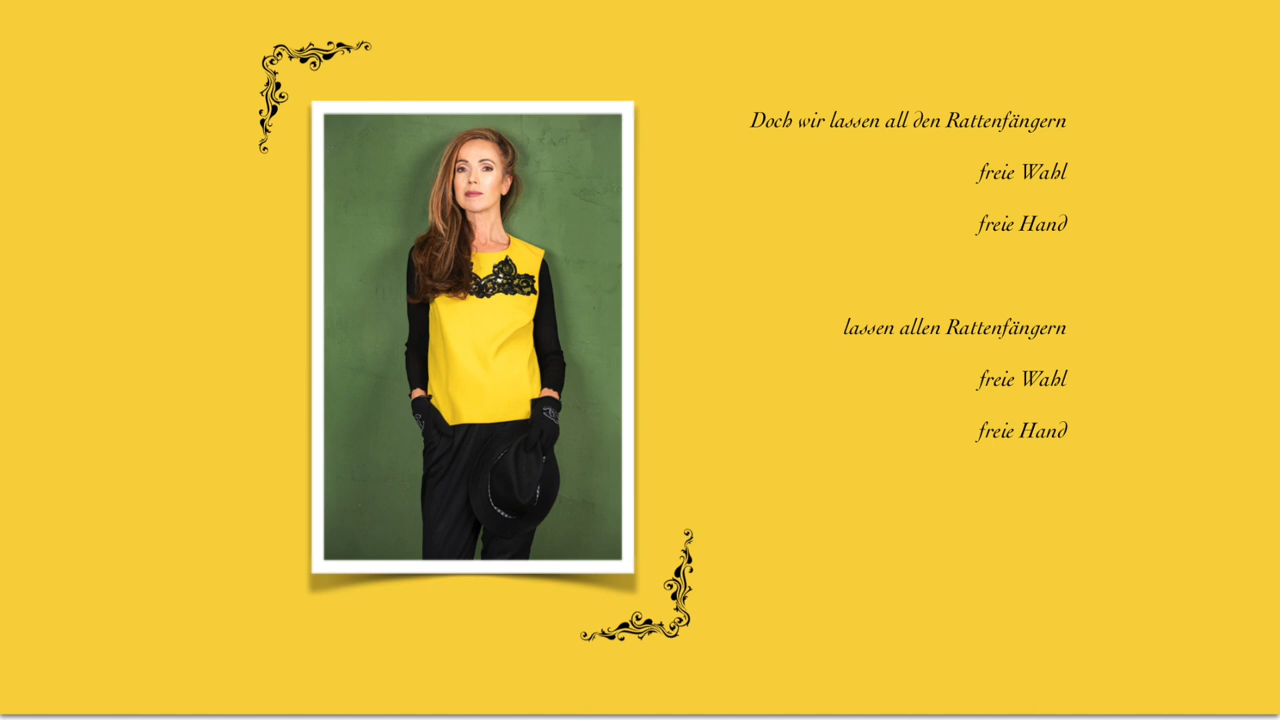 Doch wir lassen all den Rattenfängern
freie Wahl
freie Hand
lassen allen Rattenfängern
freie Wahl
freie Hand